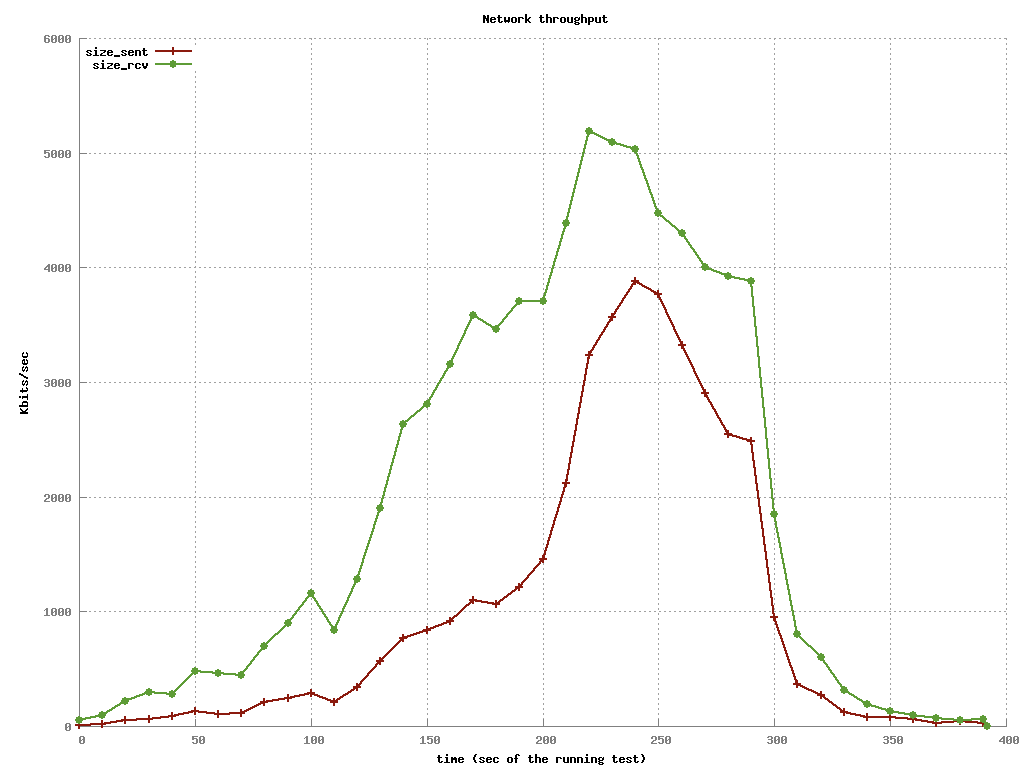 Network throughput
6000
size_sent
size_rcv
5000
4000
3000
Kbits/sec
2000
1000
0
0 50 100 150 200 250 300 350 400
time (sec of the running test)